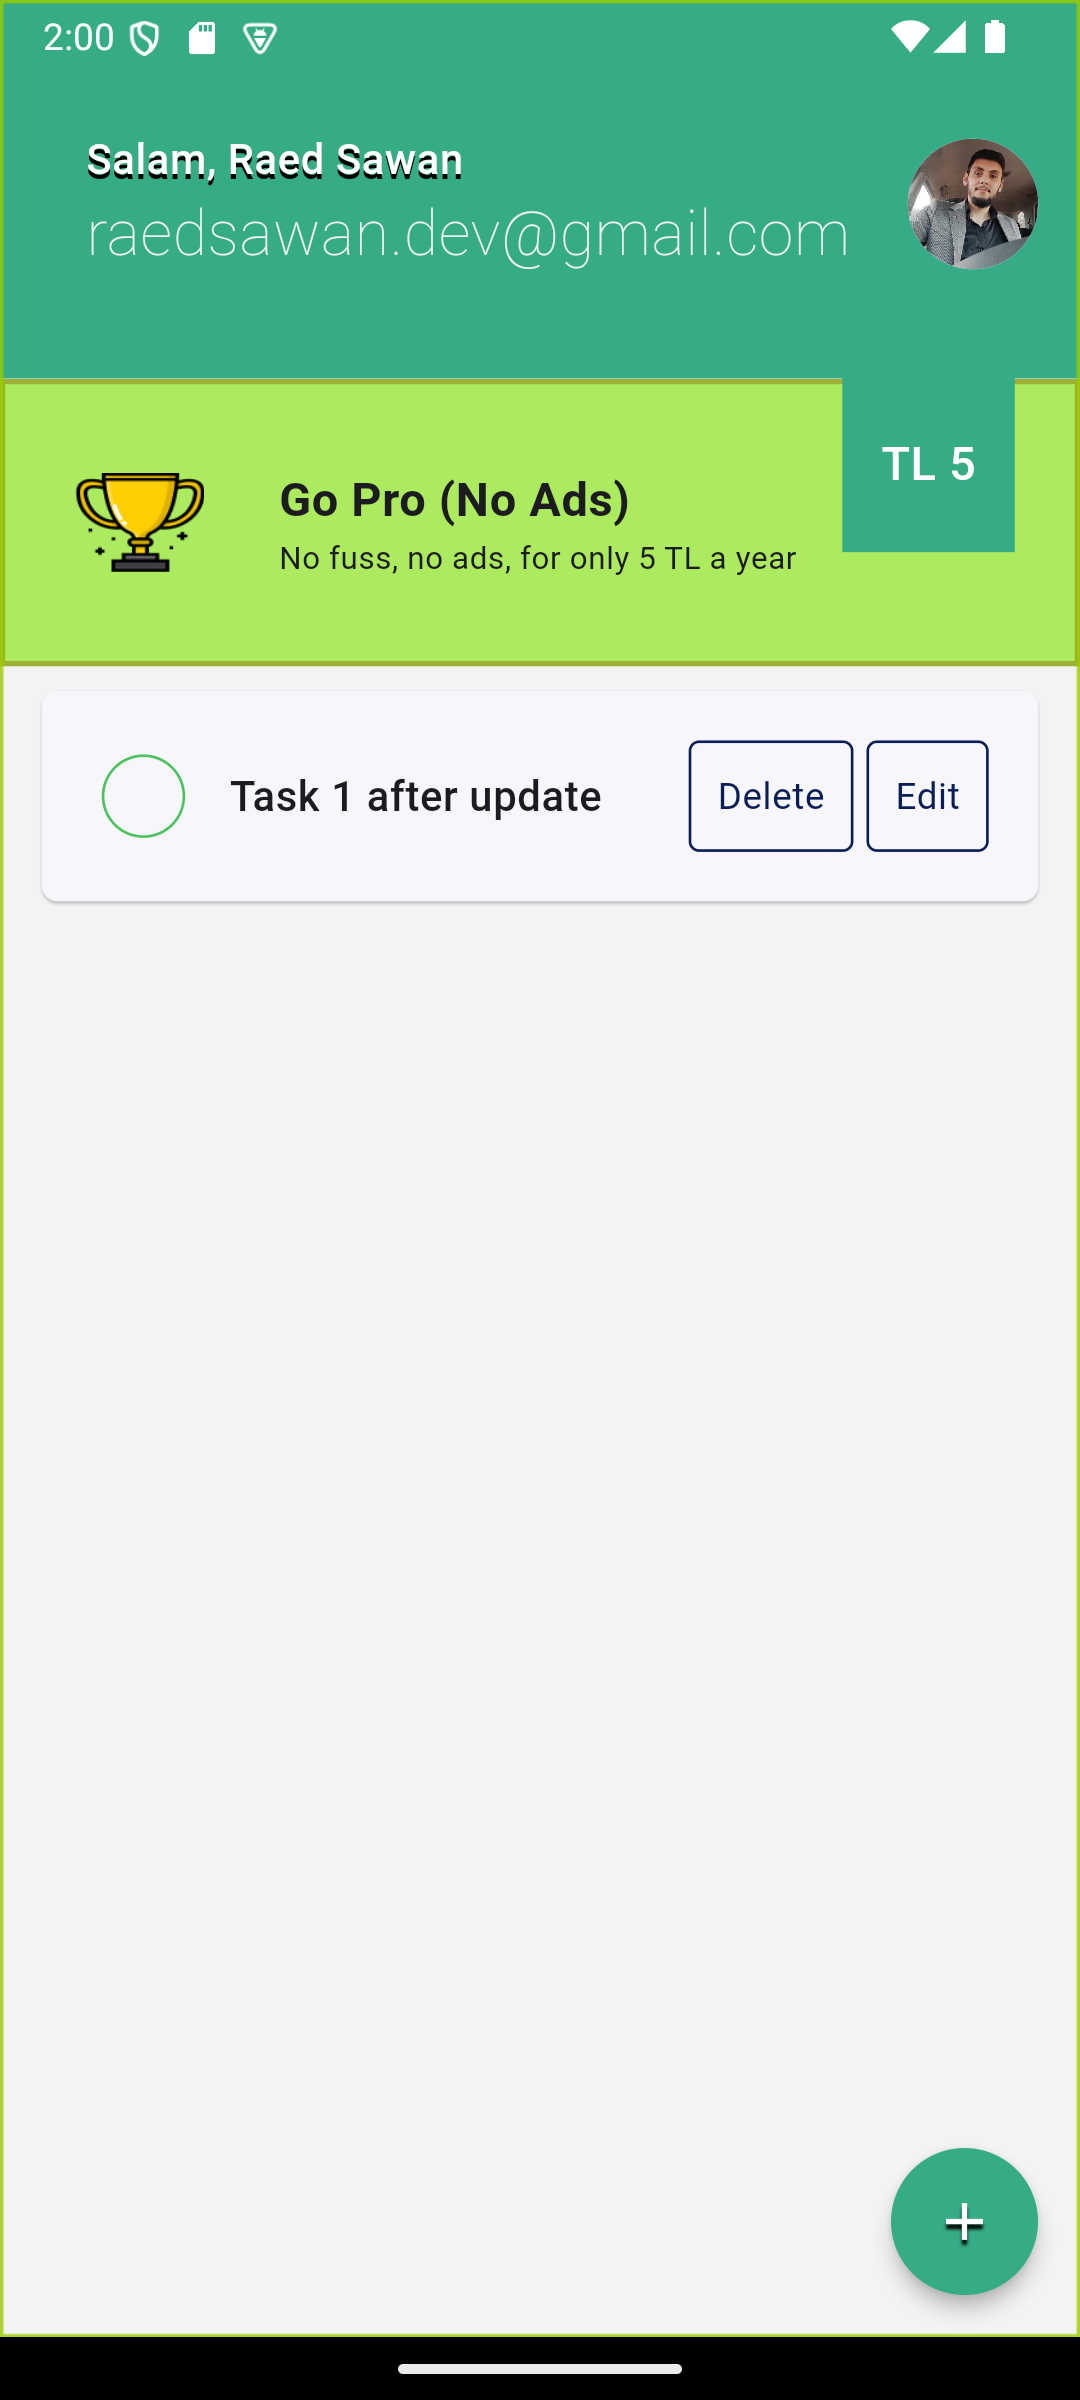 2:00
Salam, Raed Sawan
raedsawan.dev@gmail.com
TL 5
Go Pro (No Ads)
No fuss, no ads, for only 5 TL a year
Task 1 after update
Delete
Edit
+